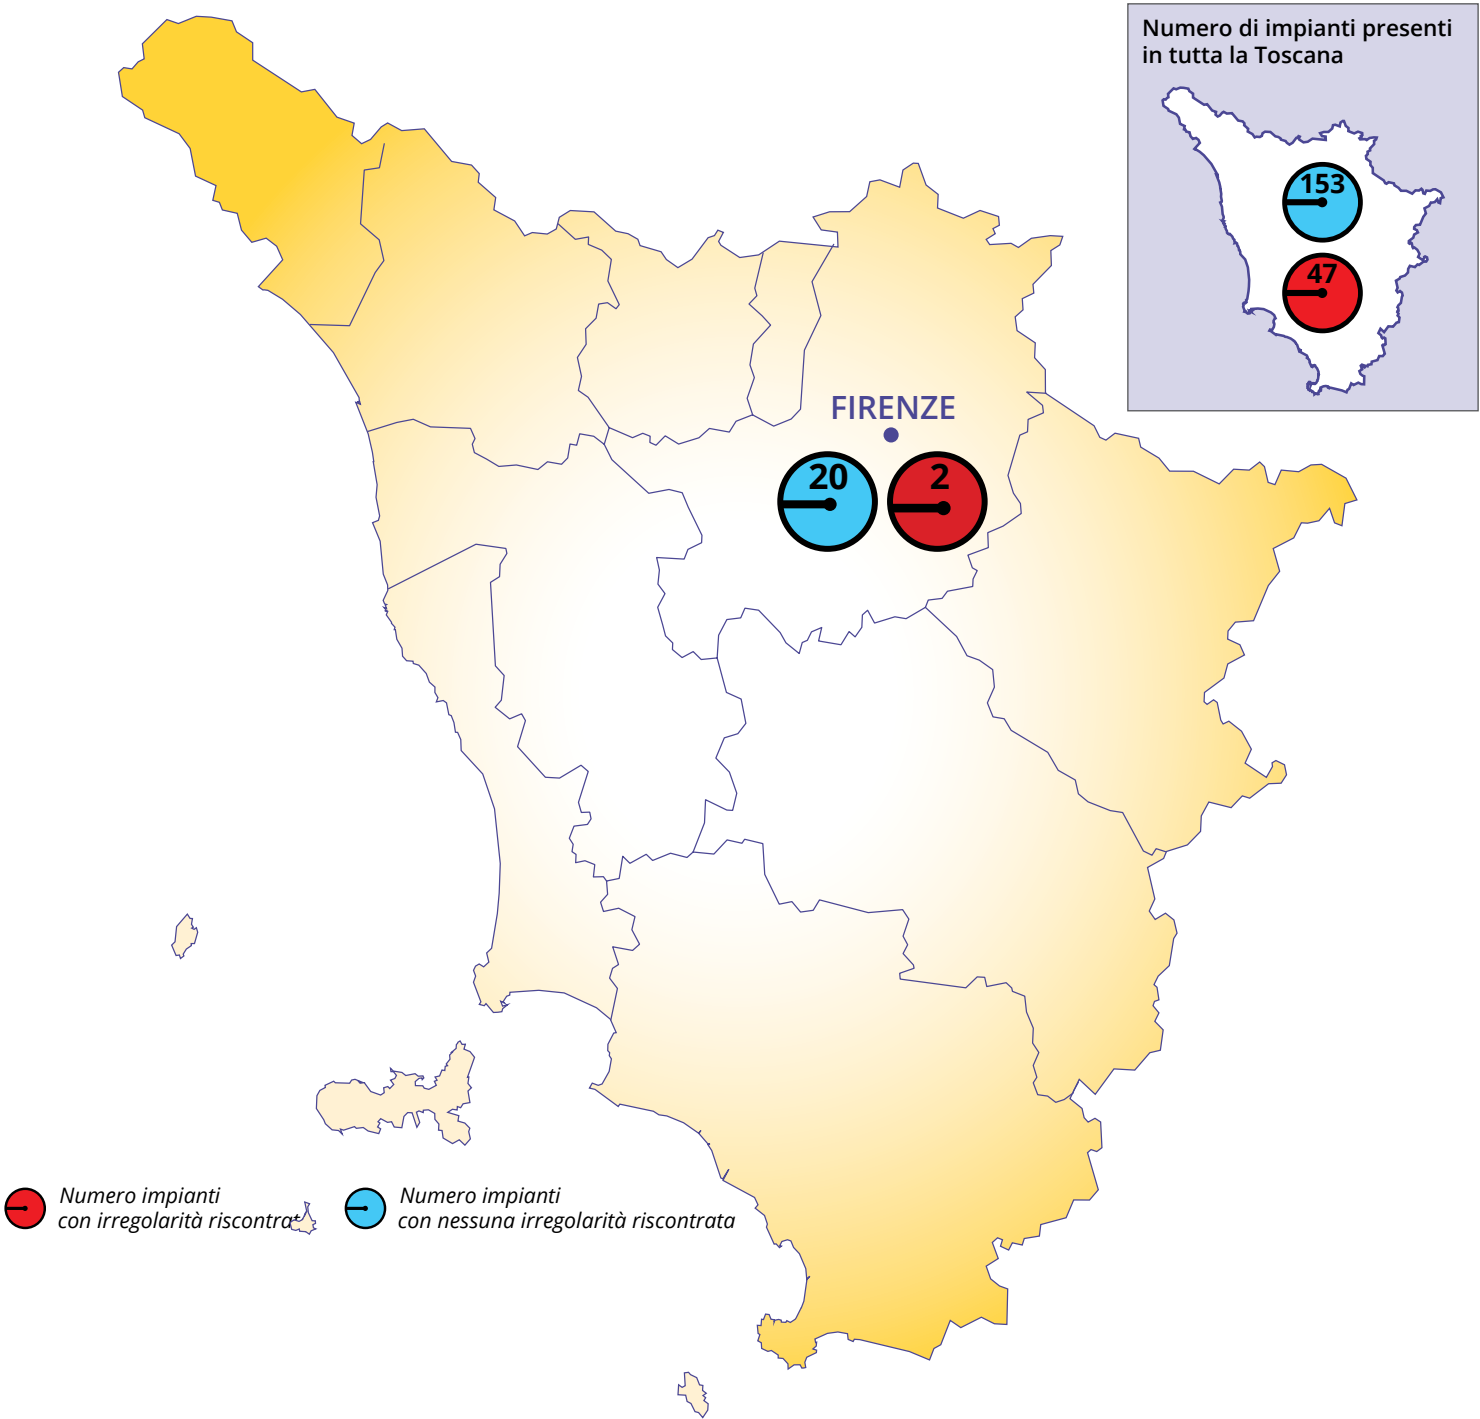 Numero di impianti presenti
in tutta la Toscana
153
47
FIRENZE
20 2
Numero impianti
con irregolarità riscontrat
Numero impianti
con nessuna irregolarità riscontrata